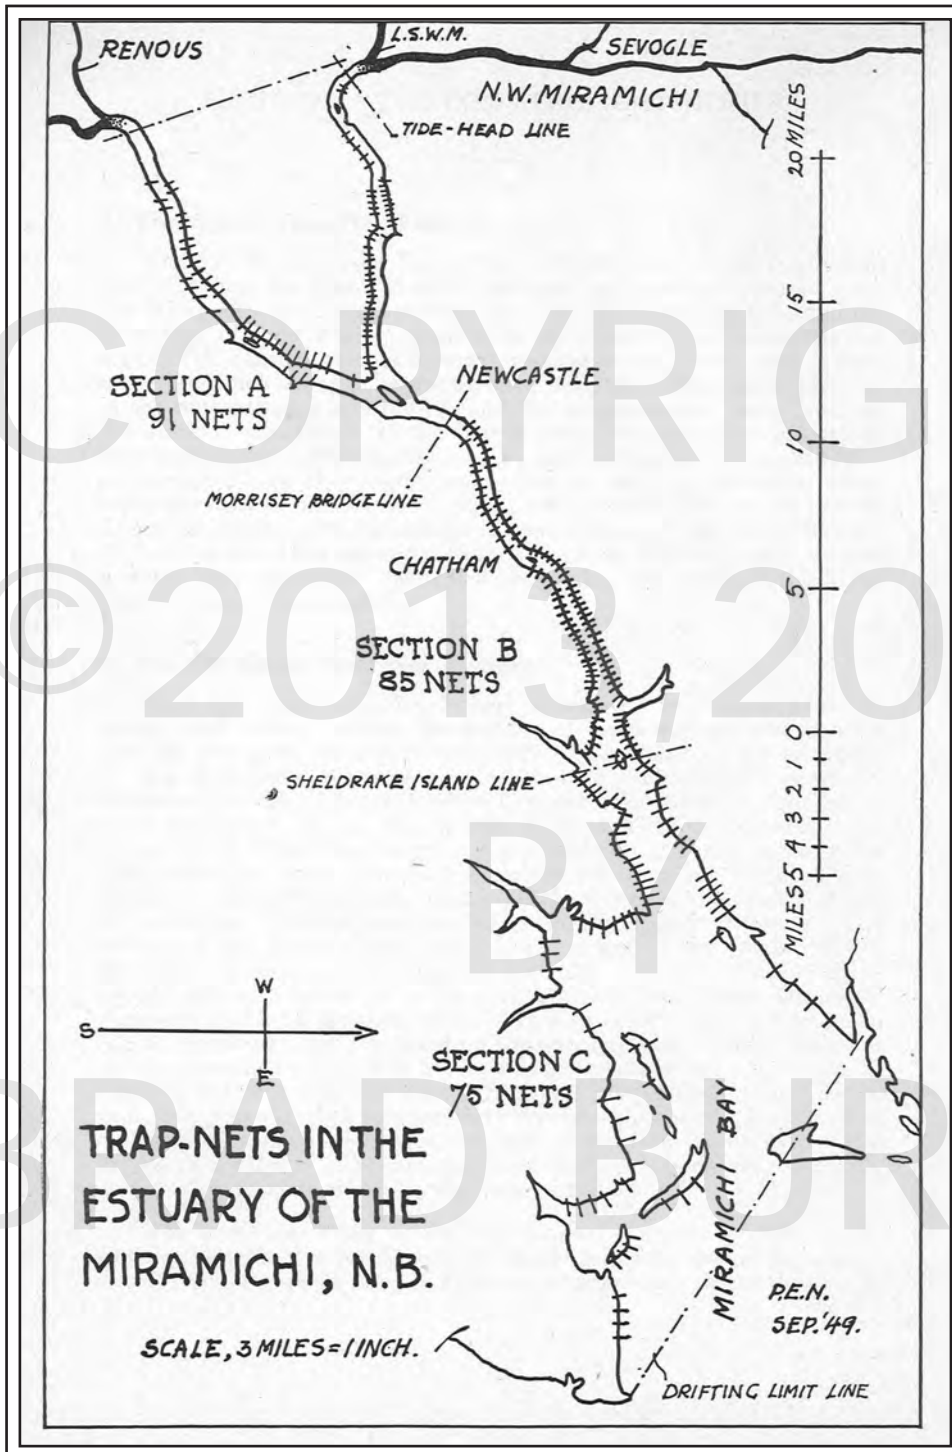 RENOUS
L.S.W.M.
SEVOGLE
N.W. MIRAMICHI
TIDE-HEAD LINE
20 MILES
15
SECTION A
91 NETS
NEWCASTLE
10
MORRISEY BRIDGE LINE
CHATHAM
5
SECTION B
85 NETS
0
SHELDRAKE ISLAND LINE
1
2
3
4
MILES 5
W
S
E
SECTION C
75 NETS
MIRAMICHI BAY
TRAP-NETS IN THE
ESTUARY OF THE
MIRAMICHI, N.B.
P.E.N.
SEP. '49.
SCALE, 3 MILES = 1 INCH.
DRIFTING LIMIT LINE
COPYRIG
© 2013, 20
BY
BRAD BUR